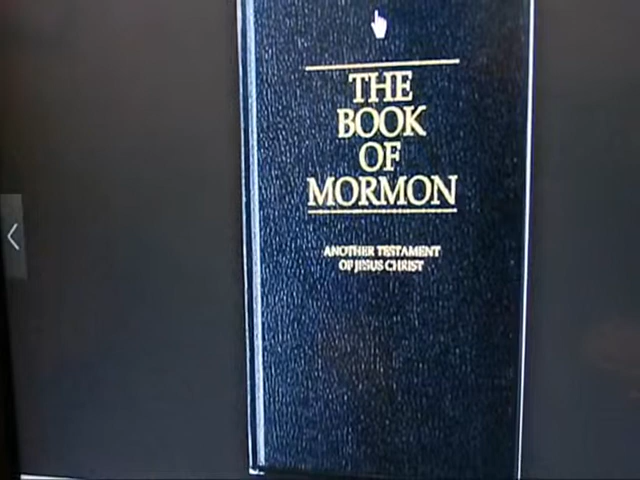 THE
BOOK
OF
MORMON
ANOTHER TESTAMENT
OF JESUS CHRIST